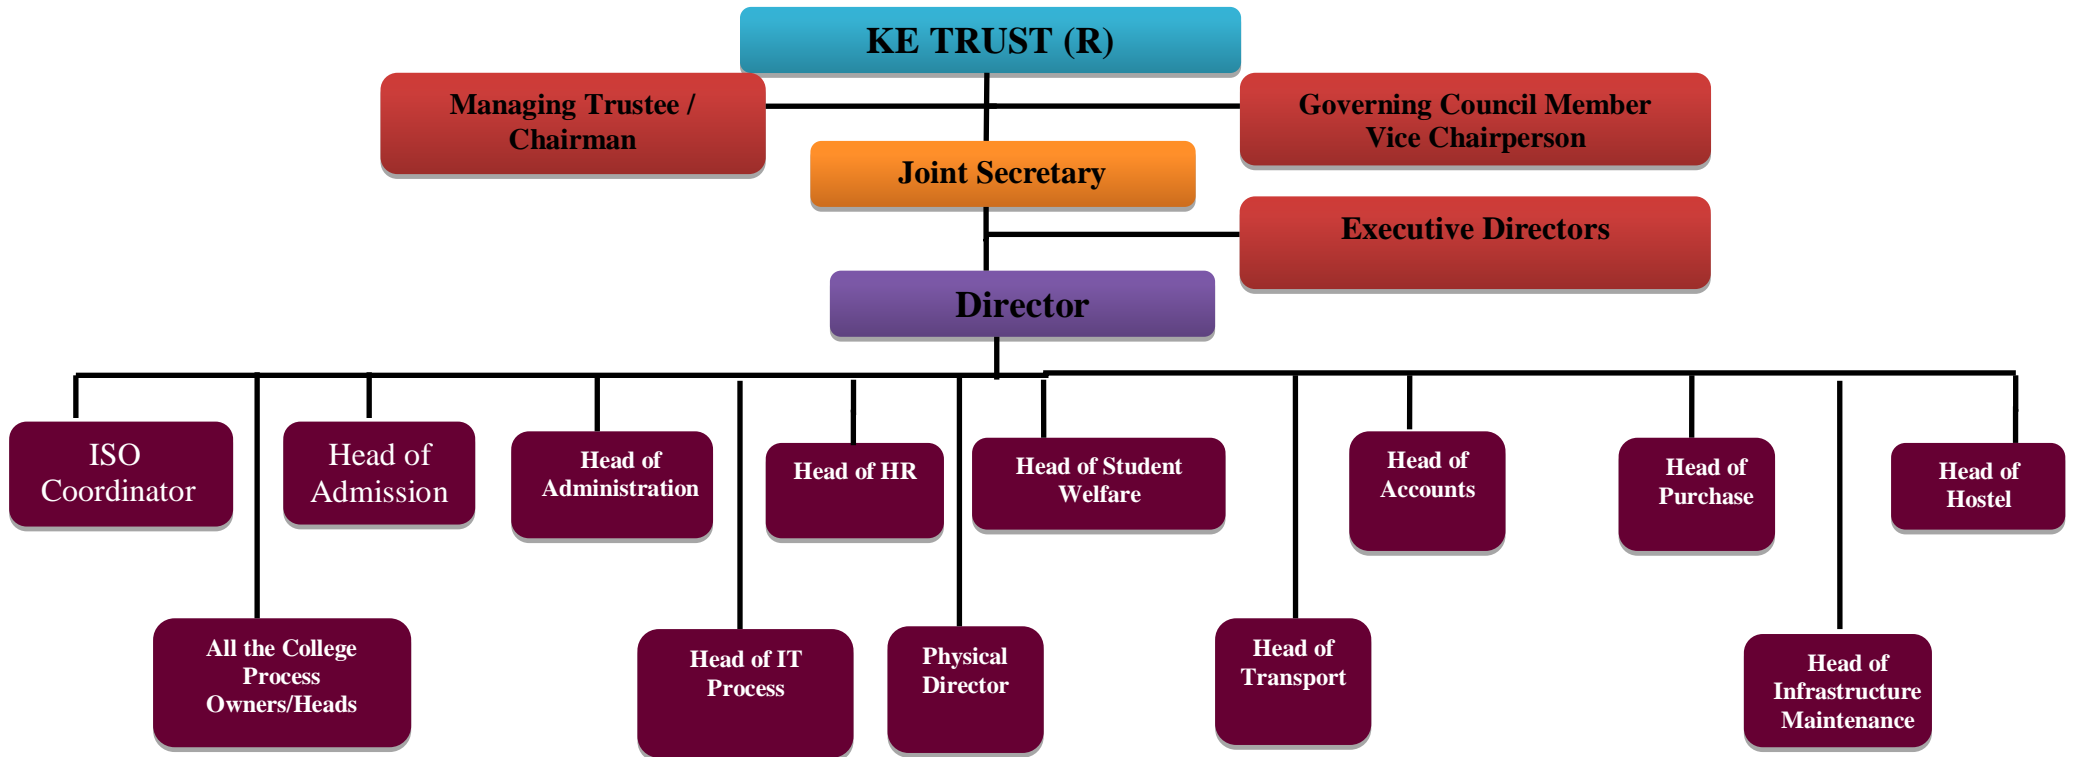 KE TRUST (R)
Managing Trustee /
Chairman
Governing Council Member
Vice Chairperson
Joint Secretary
Executive Directors
Director
ISO
Coordinator
Head of
Admission
Head of
Administration
Head of HR
Head of Student
Welfare
Head of
Accounts
Head of
Purchase
Head of
Hostel
All the College
Process
Owners/Heads
Head of IT
Process
Physical
Director
Head of
Transport
Head of
Infrastructure
Maintenance